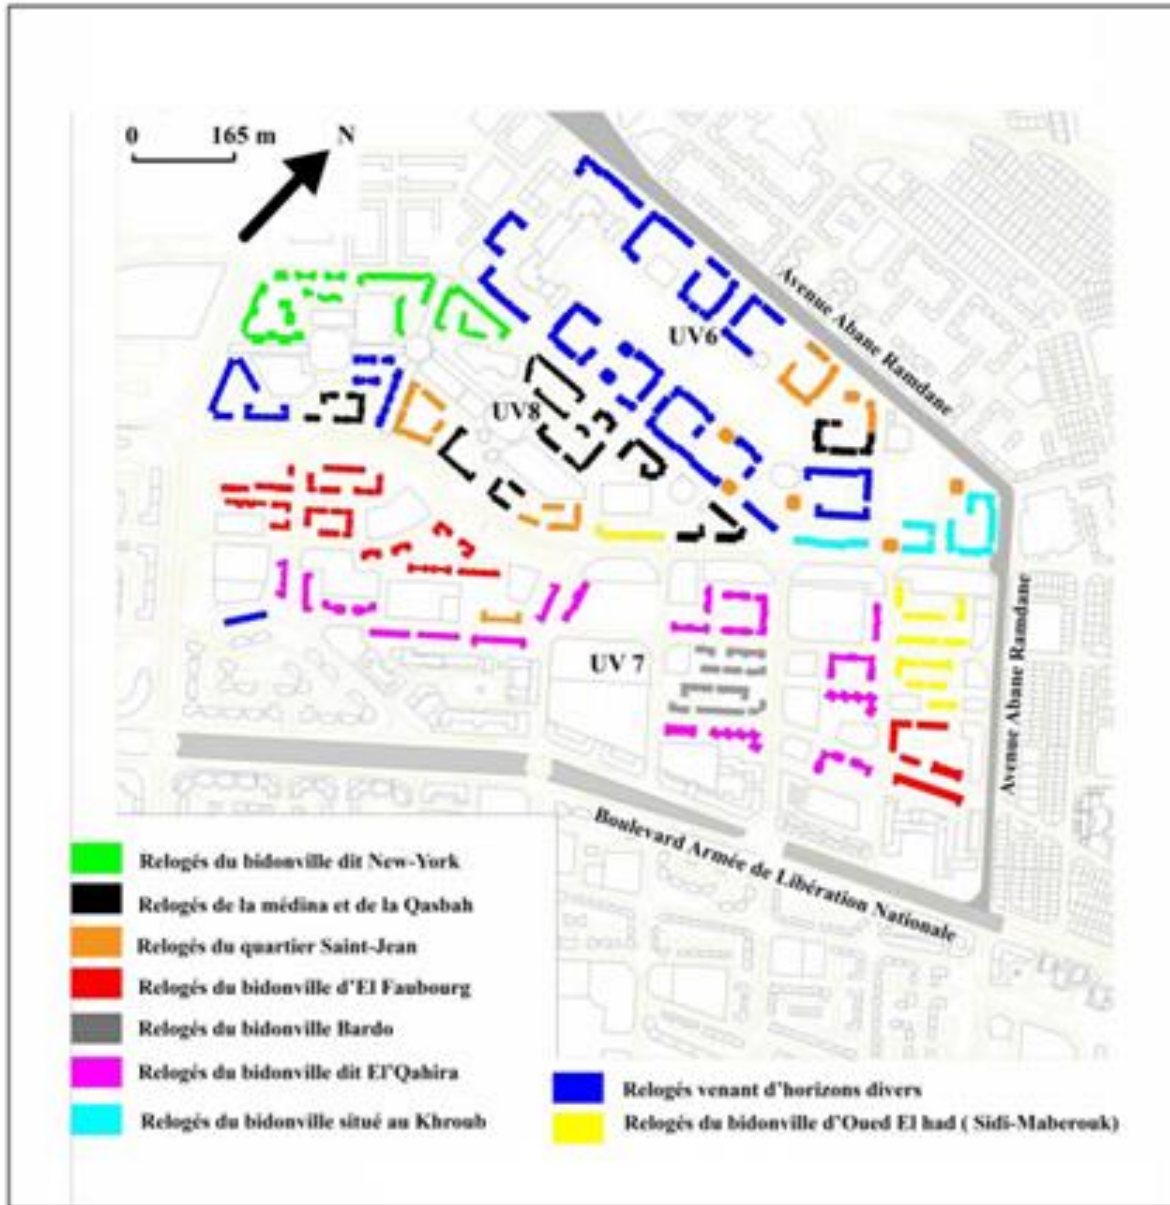 0 165 m N
Avenue Abane Ramdane
UV6
UV8
UV 7
Avenue Abane Ramdane
Boulevard Armée de Libération Nationale
Relogés du bidonville dit New-York
Relogés de la médina et de la Qasbah
Relogés du quartier Saint-Jean
Relogés du bidonville d'El Faubourg
Relogés du bidonville Bardo
Relogés du bidonville dit El'Qahira
Relogés du bidonville situé au Khroub
Relogés venant d'horizons divers
Relogés du bidonville d'Oued El had ( Sidi-Maberouk)